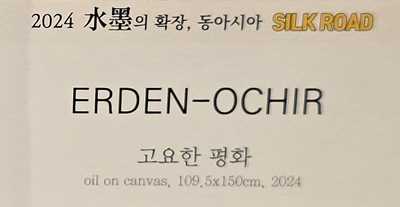 2024 水墨의 확장, 동아시아 SILK ROAD
ERDEN-OCHIR
고요한 평화
oil on canvas, 109.5x150cm, 2024